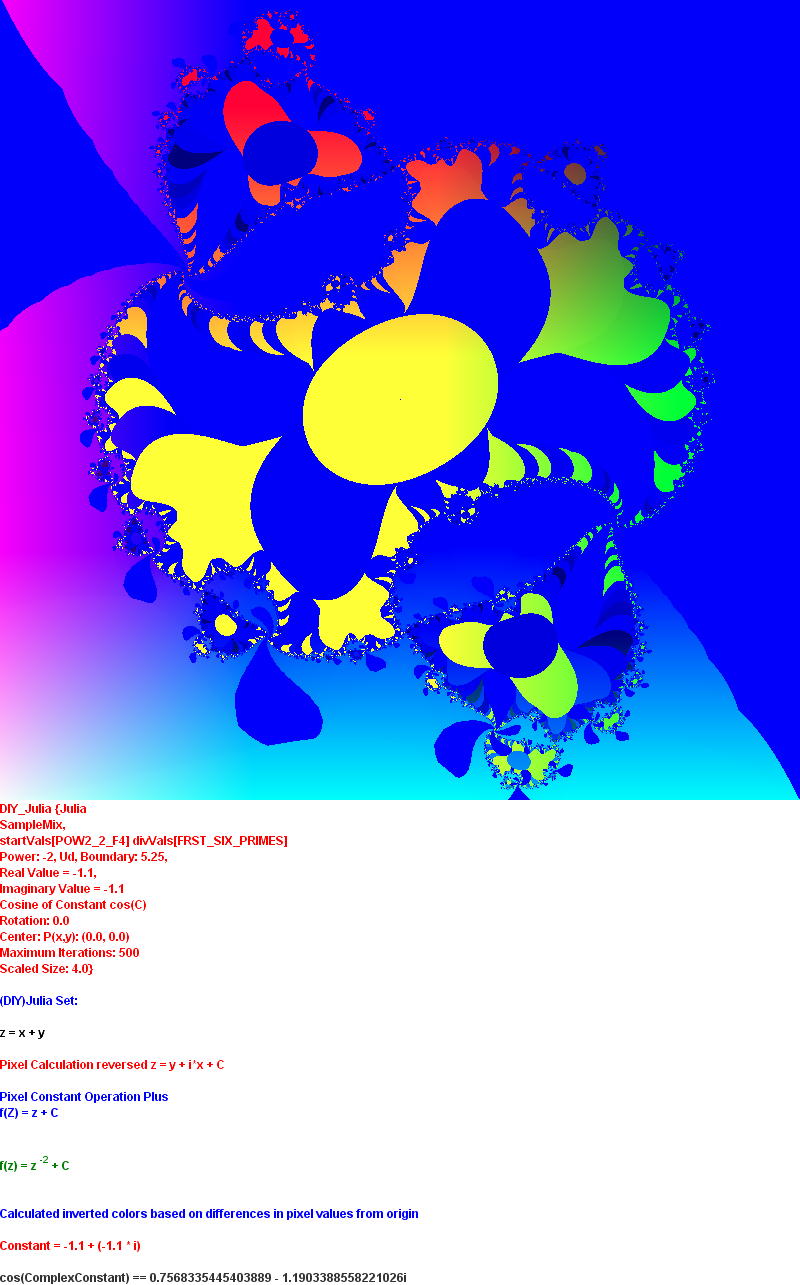 DIY_Julia {Julia
SampleMix,
startVals[POW2_2_F4] divVals[FRST_SIX_PRIMES]
Power: -2, Ud, Boundary: 5.25,
Real Value = -1.1,
Imaginary Value = -1.1
Cosine of Constant cos(C)
Rotation: 0.0
Center: P(x,y): (0.0, 0.0)
Maximum Iterations: 500
Scaled Size: 4.0}
(DIY)Julia Set:
z = x + y
Pixel Calculation reversed z = y + i*x + C
Pixel Constant Operation Plus
f(Z) = z + C
f(z) = z -2 + C
Calculated inverted colors based on differences in pixel values from origin
Constant = -1.1 + (-1.1 * i)
cos(ComplexConstant) == 0.7568335445403889 - 1.1903388558221026i